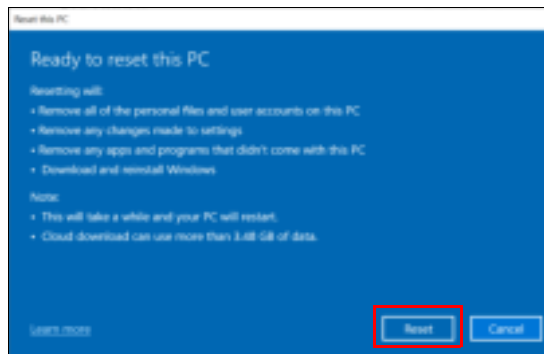 Reset this PC
Ready to reset this PC
Resetting will:
• Remove all of the personal files and user accounts on this PC
• Remove any changes made to settings
• Remove any apps and programs that didn't come with this PC
• Download and reinstall Windows
Note:
• This will take a while and your PC will restart.
• Cloud download can use more than 3.48 GB of data.
Learn more
Reset
Cancel